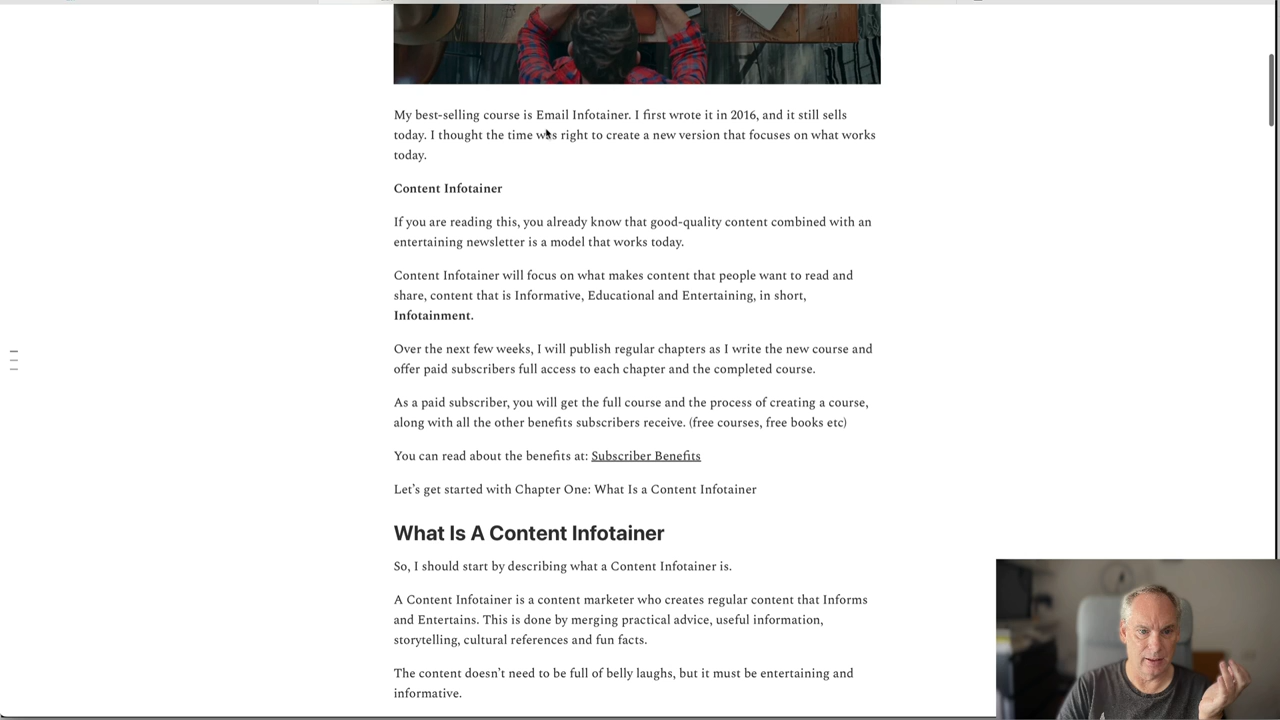 My best-selling course is Email Infotainer. I first wrote it in 2016, and it still sells
today. I thought the time was right to create a new version that focuses on what works
today.
Content Infotainer
If you are reading this, you already know that good-quality content combined with an
entertaining newsletter is a model that works today.
Content Infotainer will focus on what makes content that people want to read and
share, content that is Informative, Educational and Entertaining, in short,
Infotainment.
Over the next few weeks, I will publish regular chapters as I write the new course and
offer paid subscribers full access to each chapter and the completed course.
As a paid subscriber, you will get the full course and the process of creating a course,
along with all the other benefits subscribers receive. (free courses, free books etc)
You can read about the benefits at: Subscriber Benefits
Let’s get started with Chapter One: What Is a Content Infotainer
What Is A Content Infotainer
So, I should start by describing what a Content Infotainer is.
A Content Infotainer is a content marketer who creates regular content that Informs
and Entertains. This is done by merging practical advice, useful information,
storytelling, cultural references and fun facts.
The content doesn’t need to be full of belly laughs, but it must be entertaining and
informative.